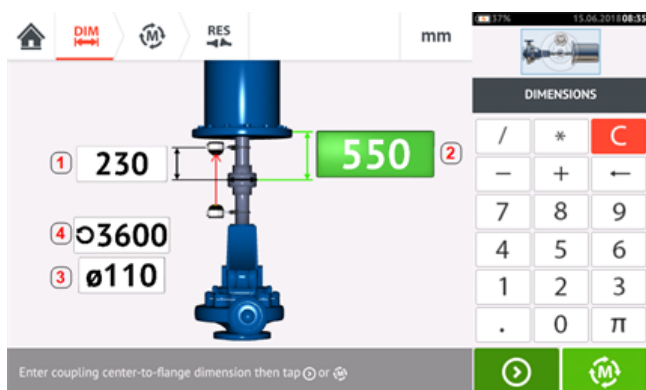 DIM
M
RES
mm
37%
15.06.2018 08:35
DIMENSIONS
1 230
550 2
4 3600
3 ø110
/ * C
− + ←
7 8 9
4 5 6
1 2 3
. 0 π
M
Enter coupling center-to-flange dimension then tap or M